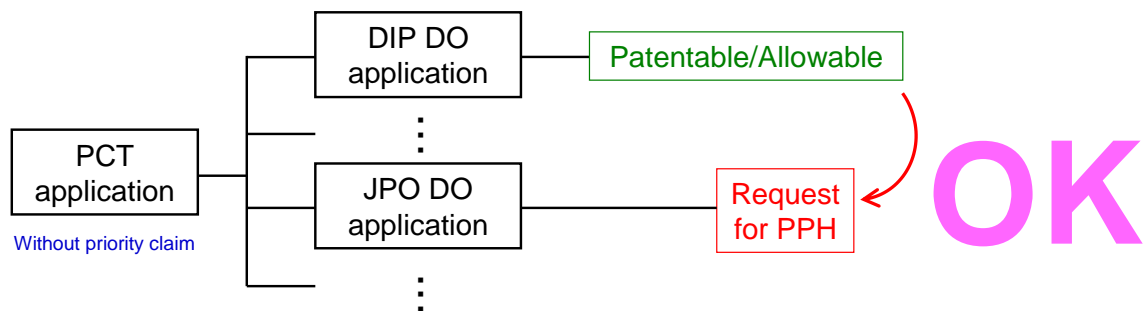 DIP DO
application
Patentable/Allowable
PCT
application
Without priority claim
JPO DO
application
Request
for PPH
OK